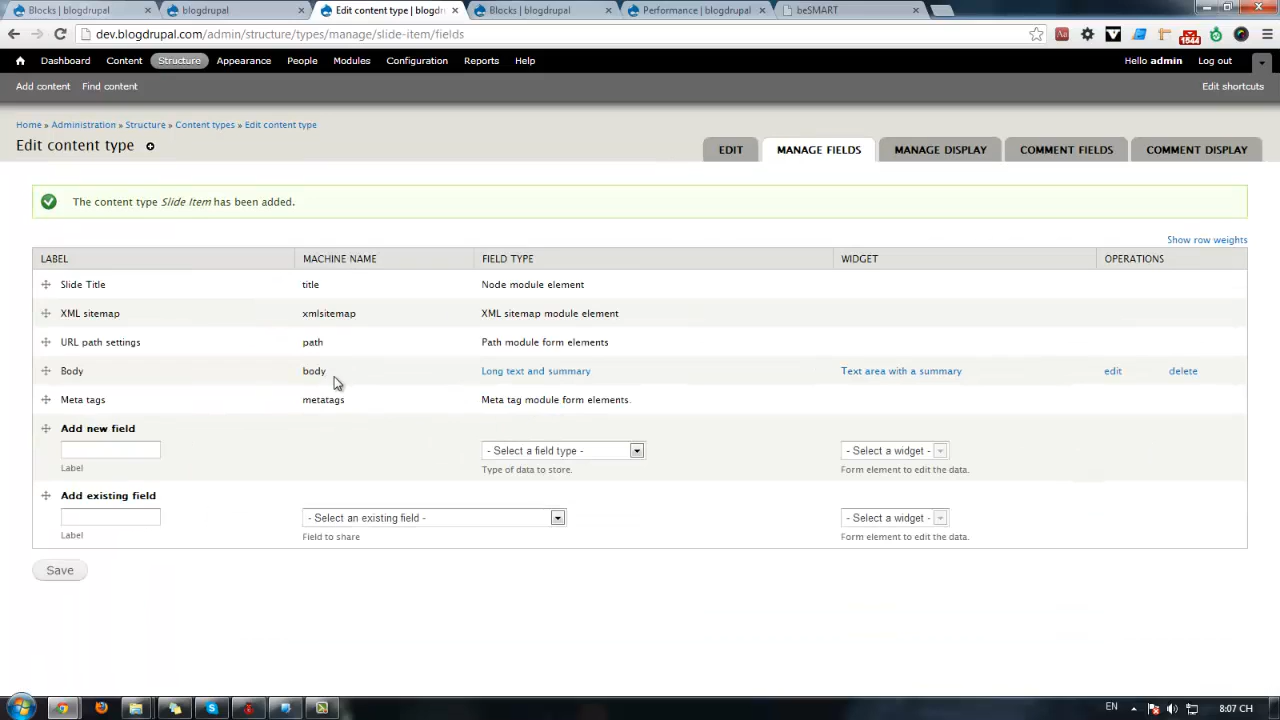 Blocks | blogdrupal
blogdrupal
Edit content type | blogdr
Blocks | blogdrupal
Performance | blogdrupal
beSMART
dev.blogdrupal.com/admin/structure/types/manage/slide-item/fields
1544
Dashboard Content Structure Appearance People Modules Configuration Reports Help
Hello admin Log out
Add content Find content
Edit shortcuts
Home » Administration » Structure » Content types » Edit content type
Edit content type
EDIT MANAGE FIELDS MANAGE DISPLAY COMMENT FIELDS COMMENT DISPLAY
The content type Slide Item has been added.
Show row weights
LABEL MACHINE NAME FIELD TYPE WIDGET OPERATIONS
Slide Title title Node module element
XML sitemap xmlsitemap XML sitemap module element
URL path settings path Path module form elements
Body body Long text and summary Text area with a summary edit delete
Meta tags metatags Meta tag module form elements.
Add new field
- Select a field type - - Select a widget -
Label Type of data to store. Form element to edit the data.
Add existing field
- Select an existing field - - Select a widget -
Label Field to share Form element to edit the data.
Save
EN 8:07 CH